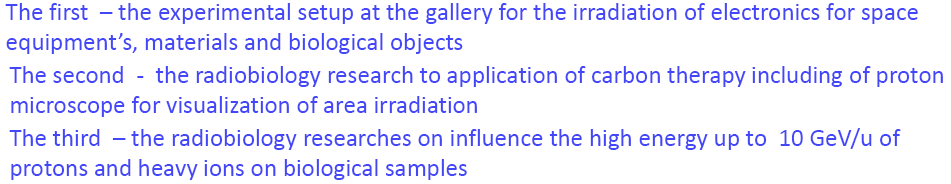 The first – the experimental setup at the gallery for the irradiation of electronics for space
equipment’s, materials and biological objects
The second - the radiobiology research to application of carbon therapy including of proton
microscope for visualization of area irradiation
The third – the radiobiology researches on influence the high energy up to 10 GeV/u of
protons and heavy ions on biological samples